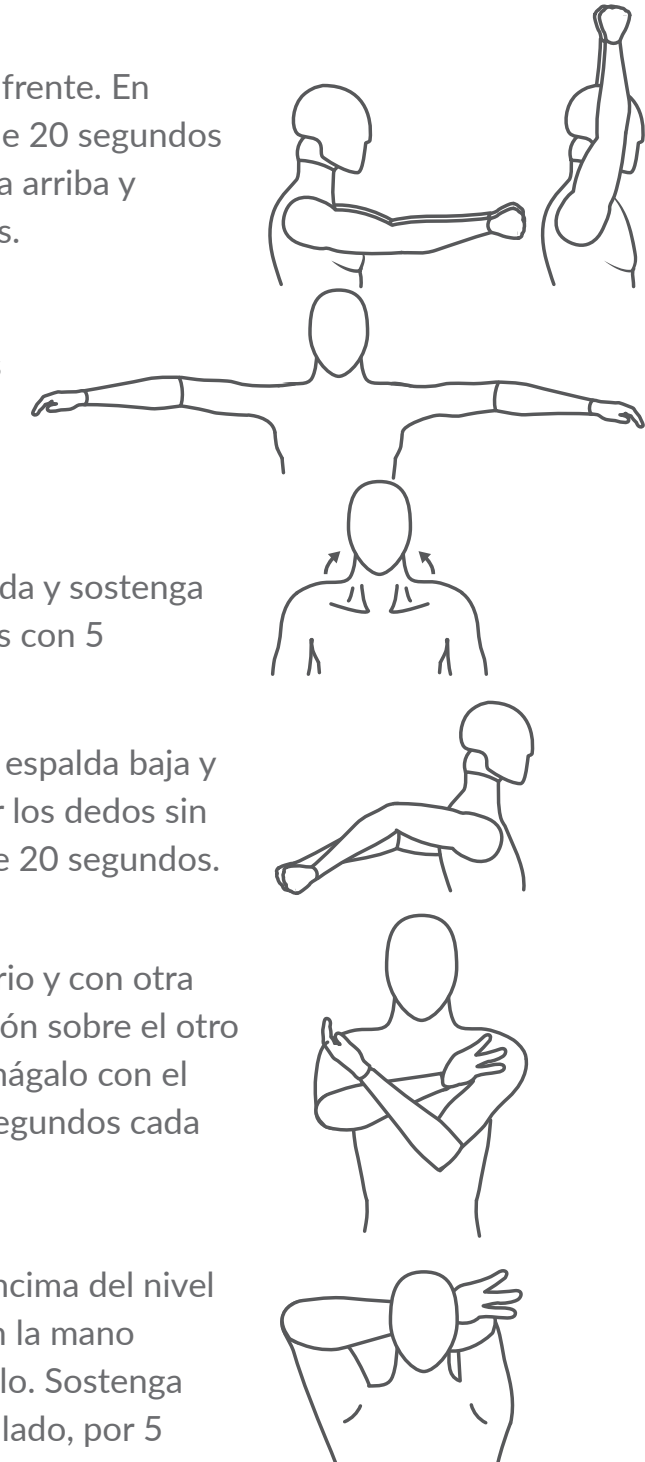 frente. En
e 20 segundos
a arriba y
s.
da y sostenga
s con 5
espalda baja y
r los dedos sin
e 20 segundos.
rio y con otra
ón sobre el otro
hágalo con el
egundos cada
ncima del nivel
n la mano
lo. Sostenga
lado, por 5